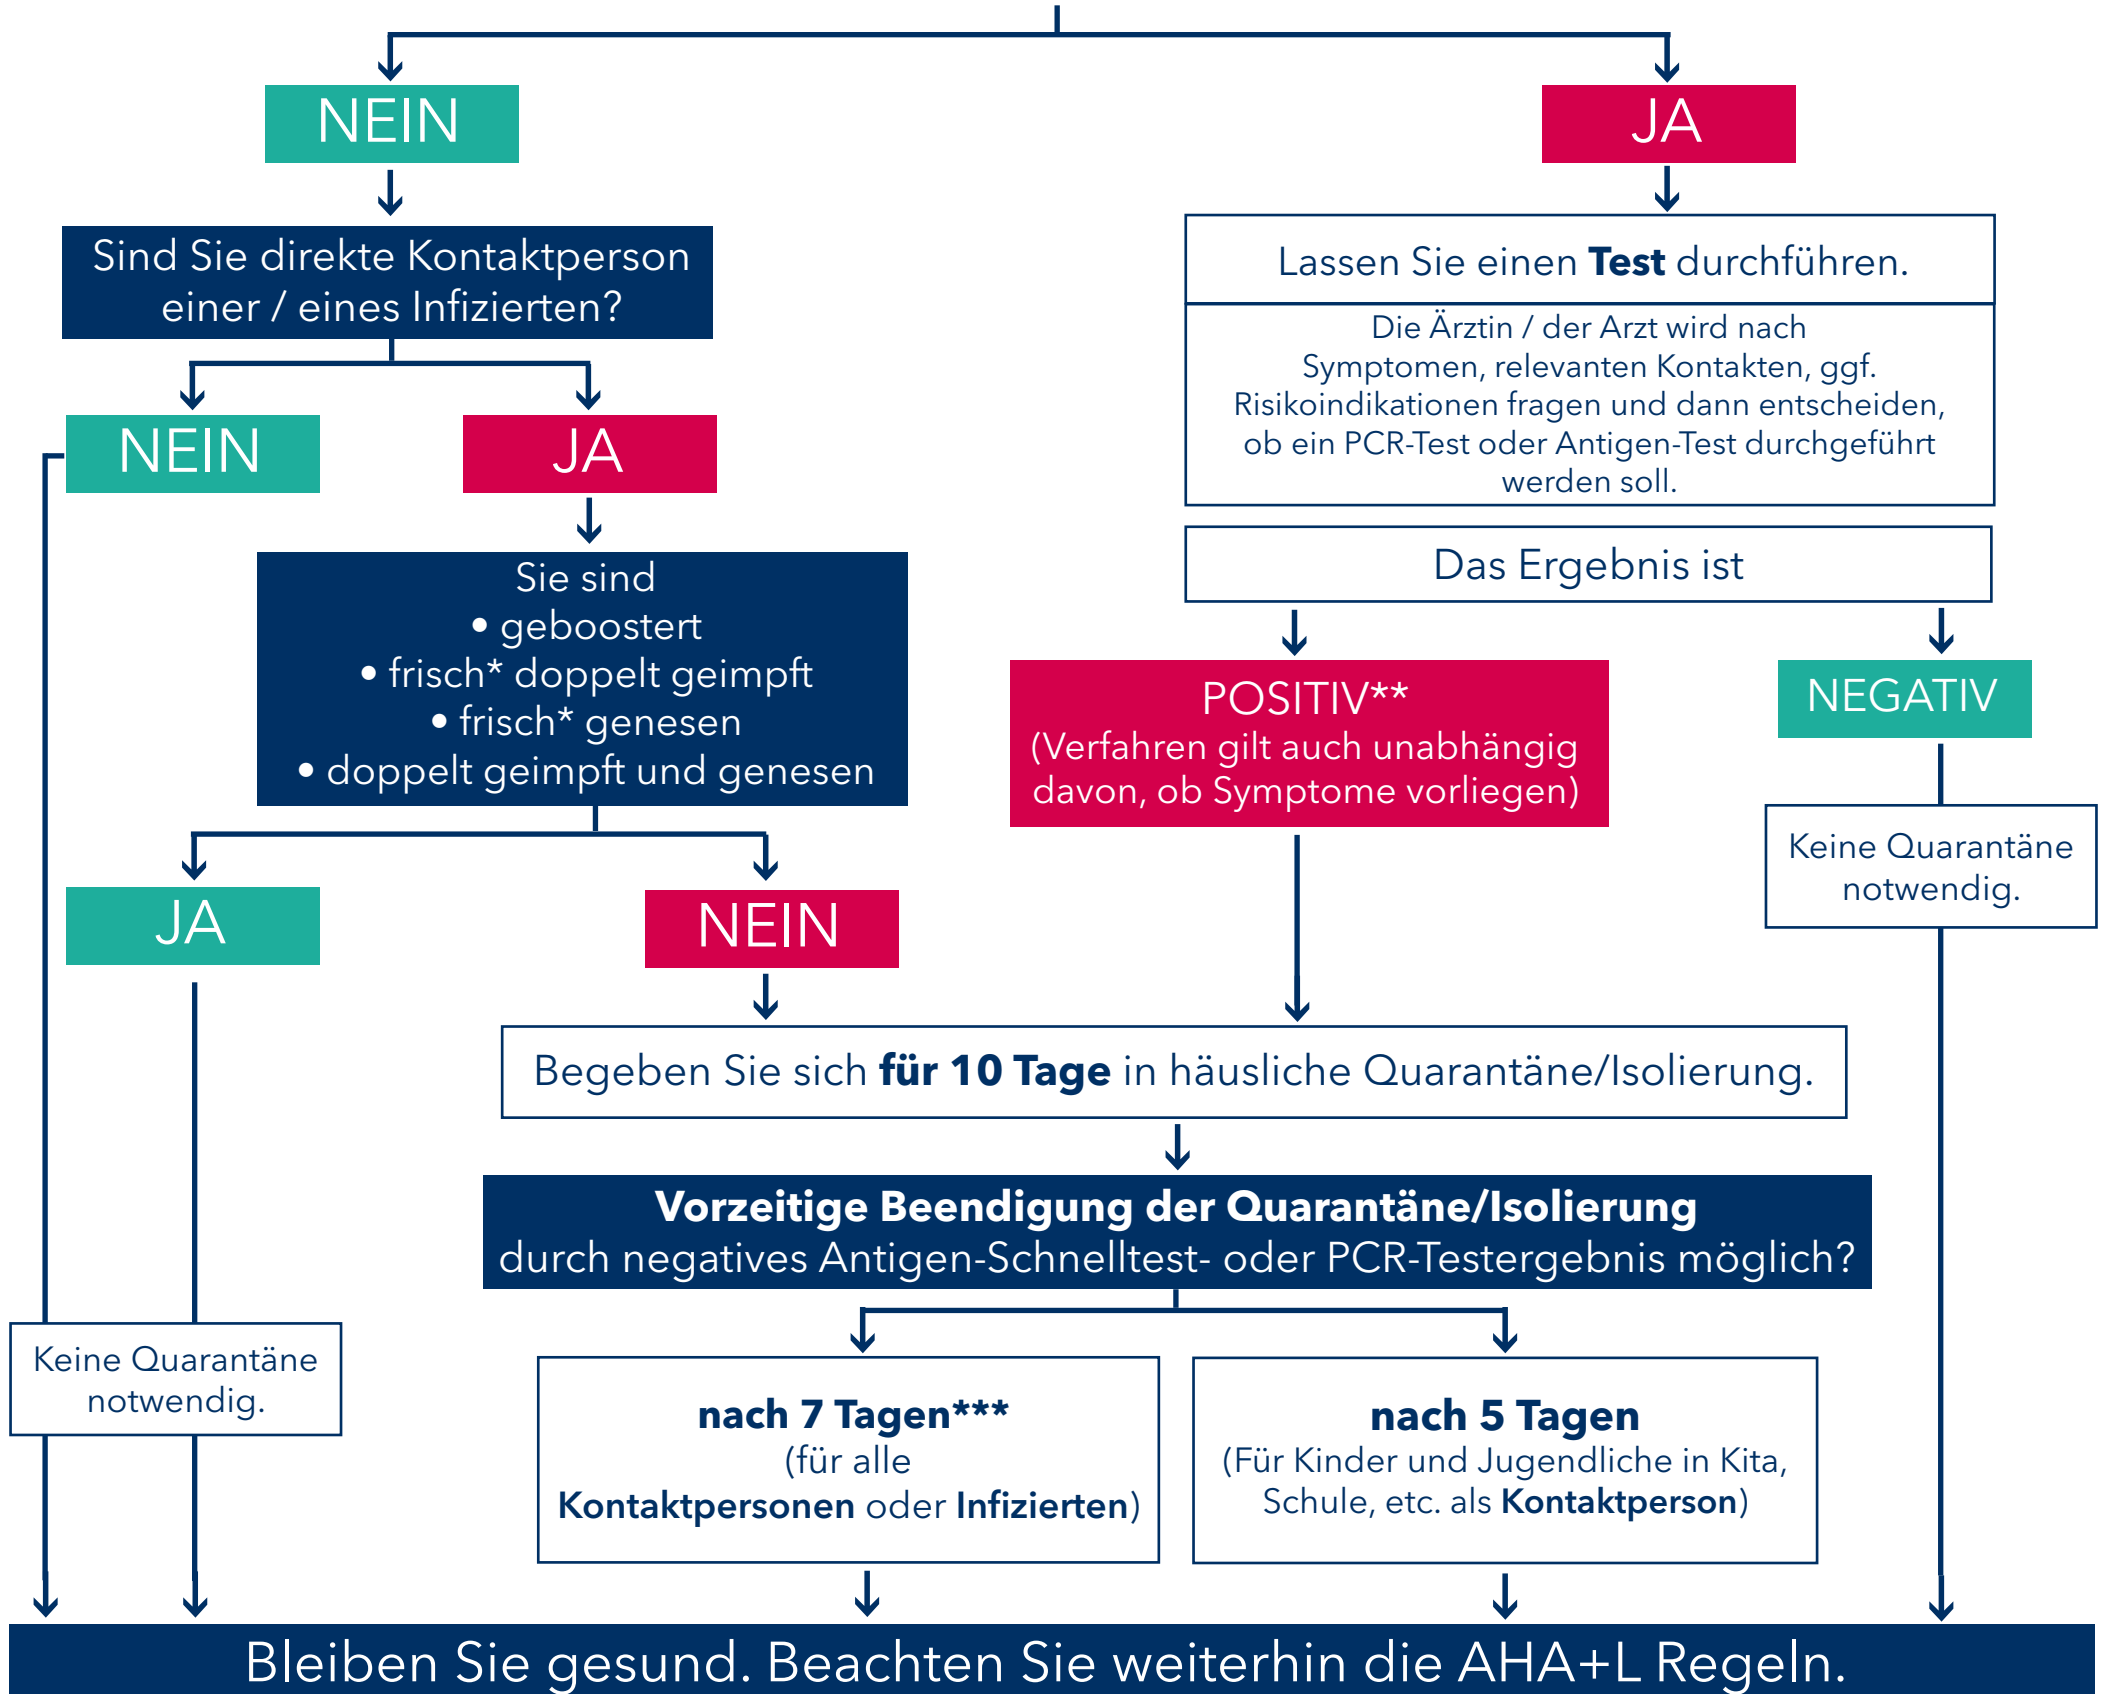 NEIN
JA
Sind Sie direkte Kontaktperson
einer / eines Infizierten?
Lassen Sie einen Test durchführen.
Die Ärztin / der Arzt wird nach
Symptomen, relevanten Kontakten, ggf.
Risikoindikationen fragen und dann entscheiden,
ob ein PCR-Test oder Antigen-Test durchgeführt
werden soll.
NEIN
JA
Das Ergebnis ist
Sie sind
• geboostert
• frisch* doppelt geimpft
• frisch* genesen
• doppelt geimpft und genesen
POSITIV**
(Verfahren gilt auch unabhängig
davon, ob Symptome vorliegen)
NEGATIV
Keine Quarantäne
notwendig.
JA
NEIN
Begeben Sie sich für 10 Tage in häusliche Quarantäne/Isolierung.
Vorzeitige Beendigung der Quarantäne/Isolierung
durch negatives Antigen-Schnelltest- oder PCR-Testergebnis möglich?
Keine Quarantäne
notwendig.
nach 7 Tagen***
(für alle
Kontaktpersonen oder Infizierten)
nach 5 Tagen
(Für Kinder und Jugendliche in Kita,
Schule, etc. als Kontaktperson)
Bleiben Sie gesund. Beachten Sie weiterhin die AHA+L Regeln.